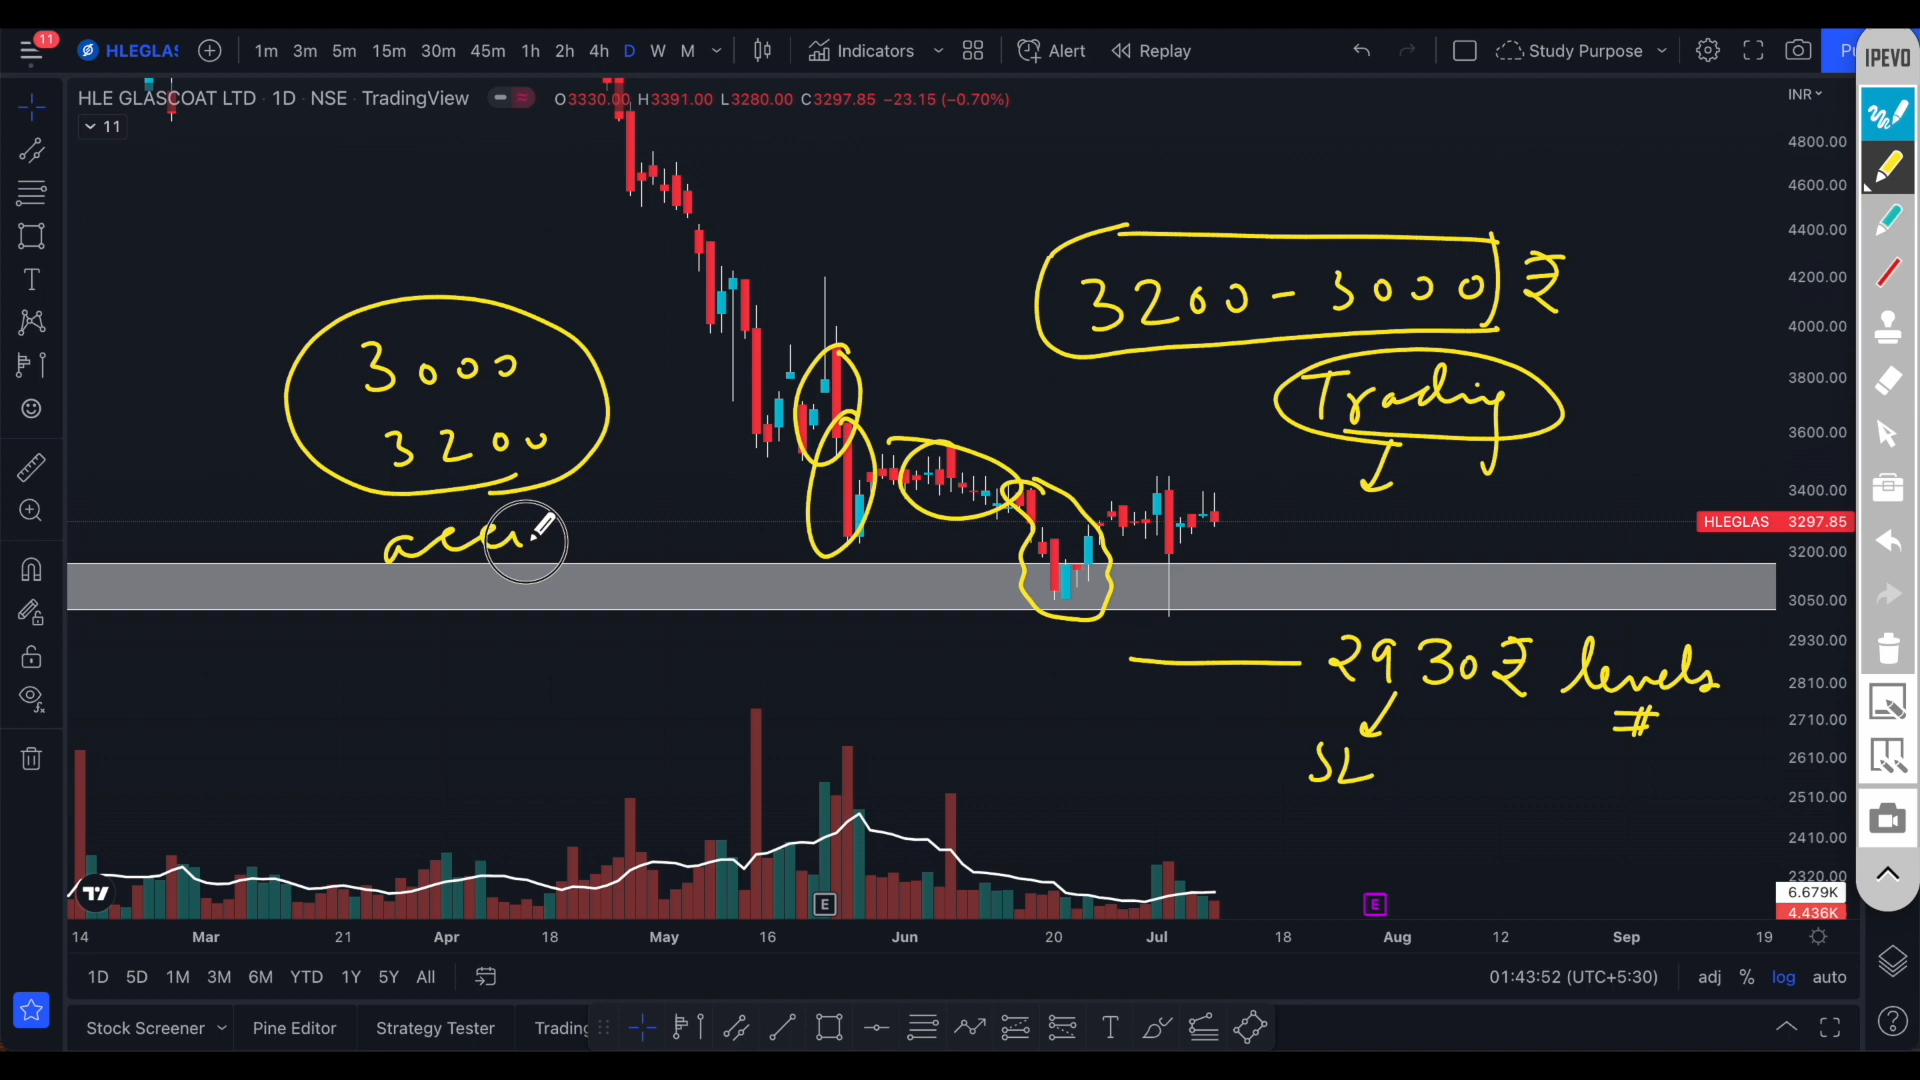 11
HLEGLAS
1m 3m 5m 15m 30m 45m 1h 2h 4h D W M
Indicators
Alert
Replay
Study Purpose
IPEVO
HLE GLASCOAT LTD · 1D · NSE · TradingView
O3330.00 H3391.00 L3280.00 C3297.85 −23.15 (−0.70%)
11
INR
4800.00
4600.00
4400.00
4200.00
4000.00
3800.00
3600.00
3400.00
HLEGLAS 3297.85
3200.00
3050.00
2930.00
2810.00
2710.00
2610.00
2510.00
2410.00
2320.00
6.679K
4.436K
3200 - 3000 ₹
Trading
3000
3200
2930 ₹ levels
SL
E
E
14 Mar 21 Apr 18 May 16 Jun 20 Jul 18 Aug 12 Sep 19
1D 5D 1M 3M 6M YTD 1Y 5Y All
01:43:52 (UTC+5:30) adj % log auto
Stock Screener
Pine Editor
Strategy Tester
Trading